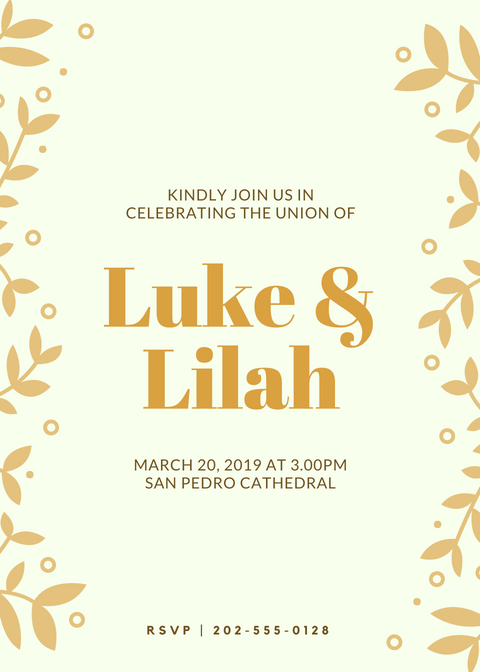 KINDLY JOIN US IN
CELEBRATING THE UNION OF
Luke &
Lilah
MARCH 20, 2019 AT 3.00PM
SAN PEDRO CATHEDRAL
RSVP | 202-555-0128